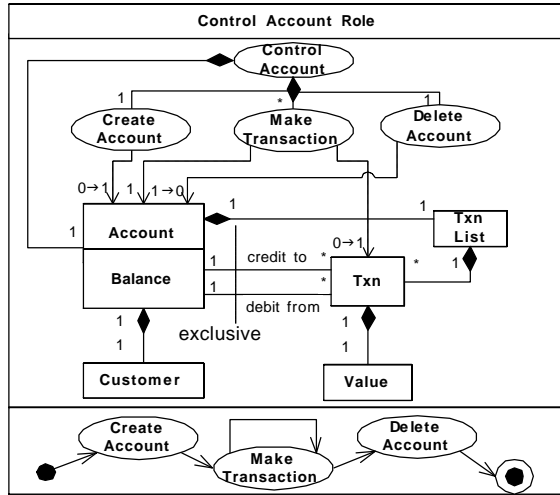 Control Account Role
Control
Account
1
*
1
Create
Account
Make
Transaction
Delete
Account
0→1
1
1→0
1
Account
1
1
Txn
List
0→1
Balance
1
credit to
*
Txn
*
1
1
debit from
*
1
exclusive
1
1
1
Customer
Value
Create
Account
Delete
Account
Make
Transaction